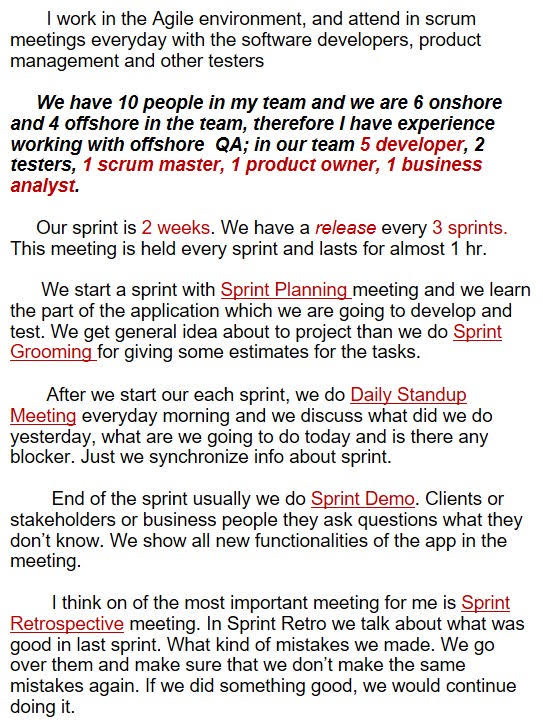 I work in the Agile environment, and attend in scrum
meetings everyday with the software developers, product
management and other testers
We have 10 people in my team and we are 6 onshore
and 4 offshore in the team, therefore I have experience
working with offshore QA; in our team 5 developer, 2
testers, 1 scrum master, 1 product owner, 1 business
analyst.
Our sprint is 2 weeks. We have a release every 3 sprints.
This meeting is held every sprint and lasts for almost 1 hr.
We start a sprint with Sprint Planning meeting and we learn
the part of the application which we are going to develop and
test. We get general idea about to project than we do Sprint
Grooming for giving some estimates for the tasks.
After we start our each sprint, we do Daily Standup
Meeting everyday morning and we discuss what did we do
yesterday, what are we going to do today and is there any
blocker. Just we synchronize info about sprint.
End of the sprint usually we do Sprint Demo. Clients or
stakeholders or business people they ask questions what they
don’t know. We show all new functionalities of the app in the
meeting.
I think on of the most important meeting for me is Sprint
Retrospective meeting. In Sprint Retro we talk about what was
good in last sprint. What kind of mistakes we made. We go
over them and make sure that we don’t make the same
mistakes again. If we did something good, we would continue
doing it.